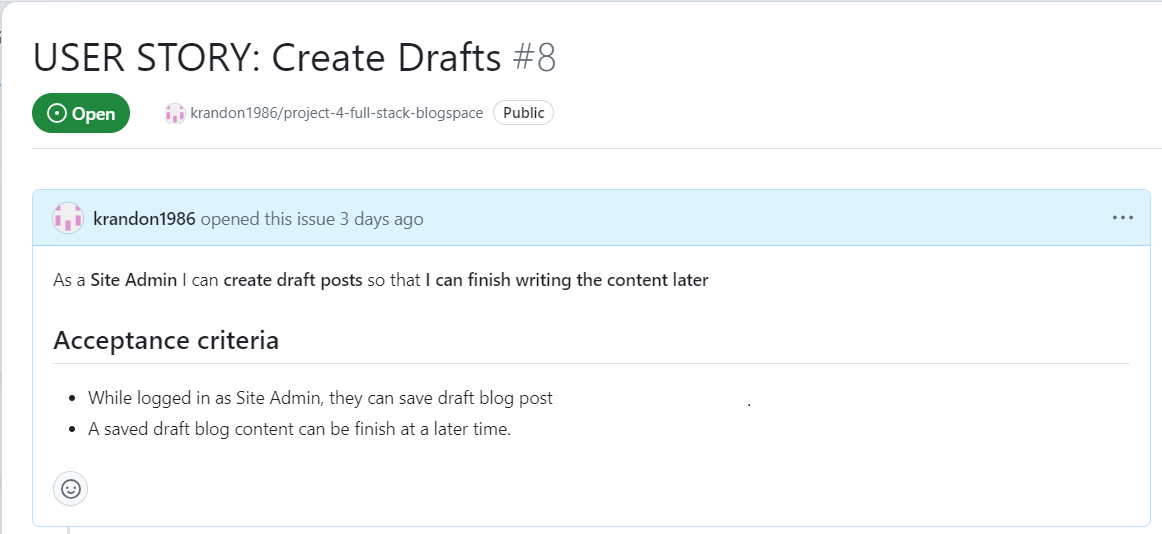 USER STORY: Create Drafts #8
Open krandon1986/project-4-full-stack-blogspace Public
krandon1986 opened this issue 3 days ago
As a Site Admin I can create draft posts so that I can finish writing the content later
Acceptance criteria
• While logged in as Site Admin, they can save draft blog post .
• A saved draft blog content can be finish at a later time.